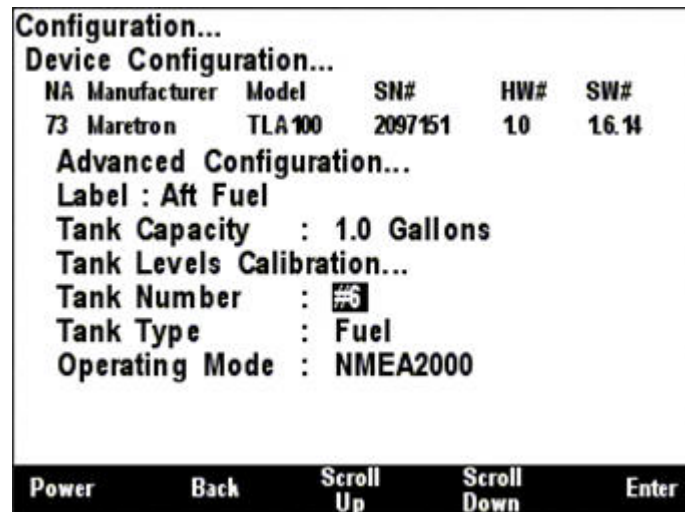 Configuration...
Device Configuration...
NA Manufacturer Model SN# HW# SW#
73 Maretron TLA100 2097151 1.0 1.6.14
Advanced Configuration...
Label : Aft Fuel
Tank Capacity : 1.0 Gallons
Tank Levels Calibration...
Tank Number : #6
Tank Type : Fuel
Operating Mode : NMEA2000
Power Back Scroll Up Scroll Down Enter